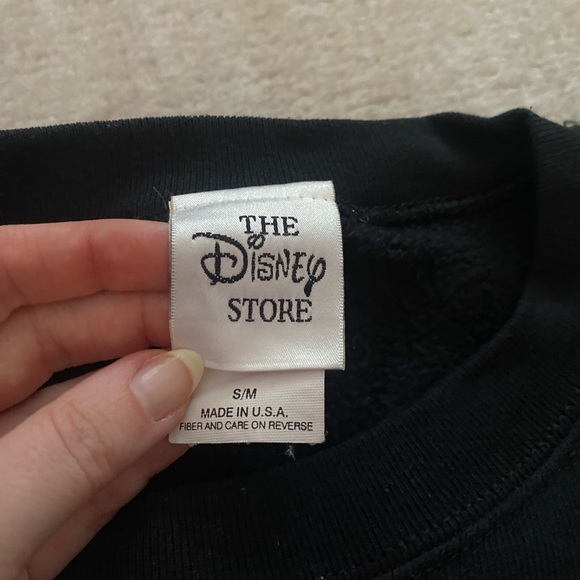 THE
Disney
STORE
S/M
MADE IN U.S.A.
FIBER AND CARE ON REVERSE